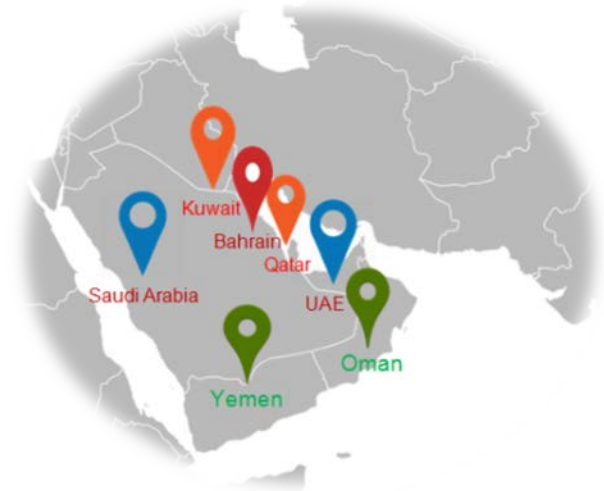 Kuwait
Bahrain
Qatar
Saudi Arabia
UAE
Oman
Yemen